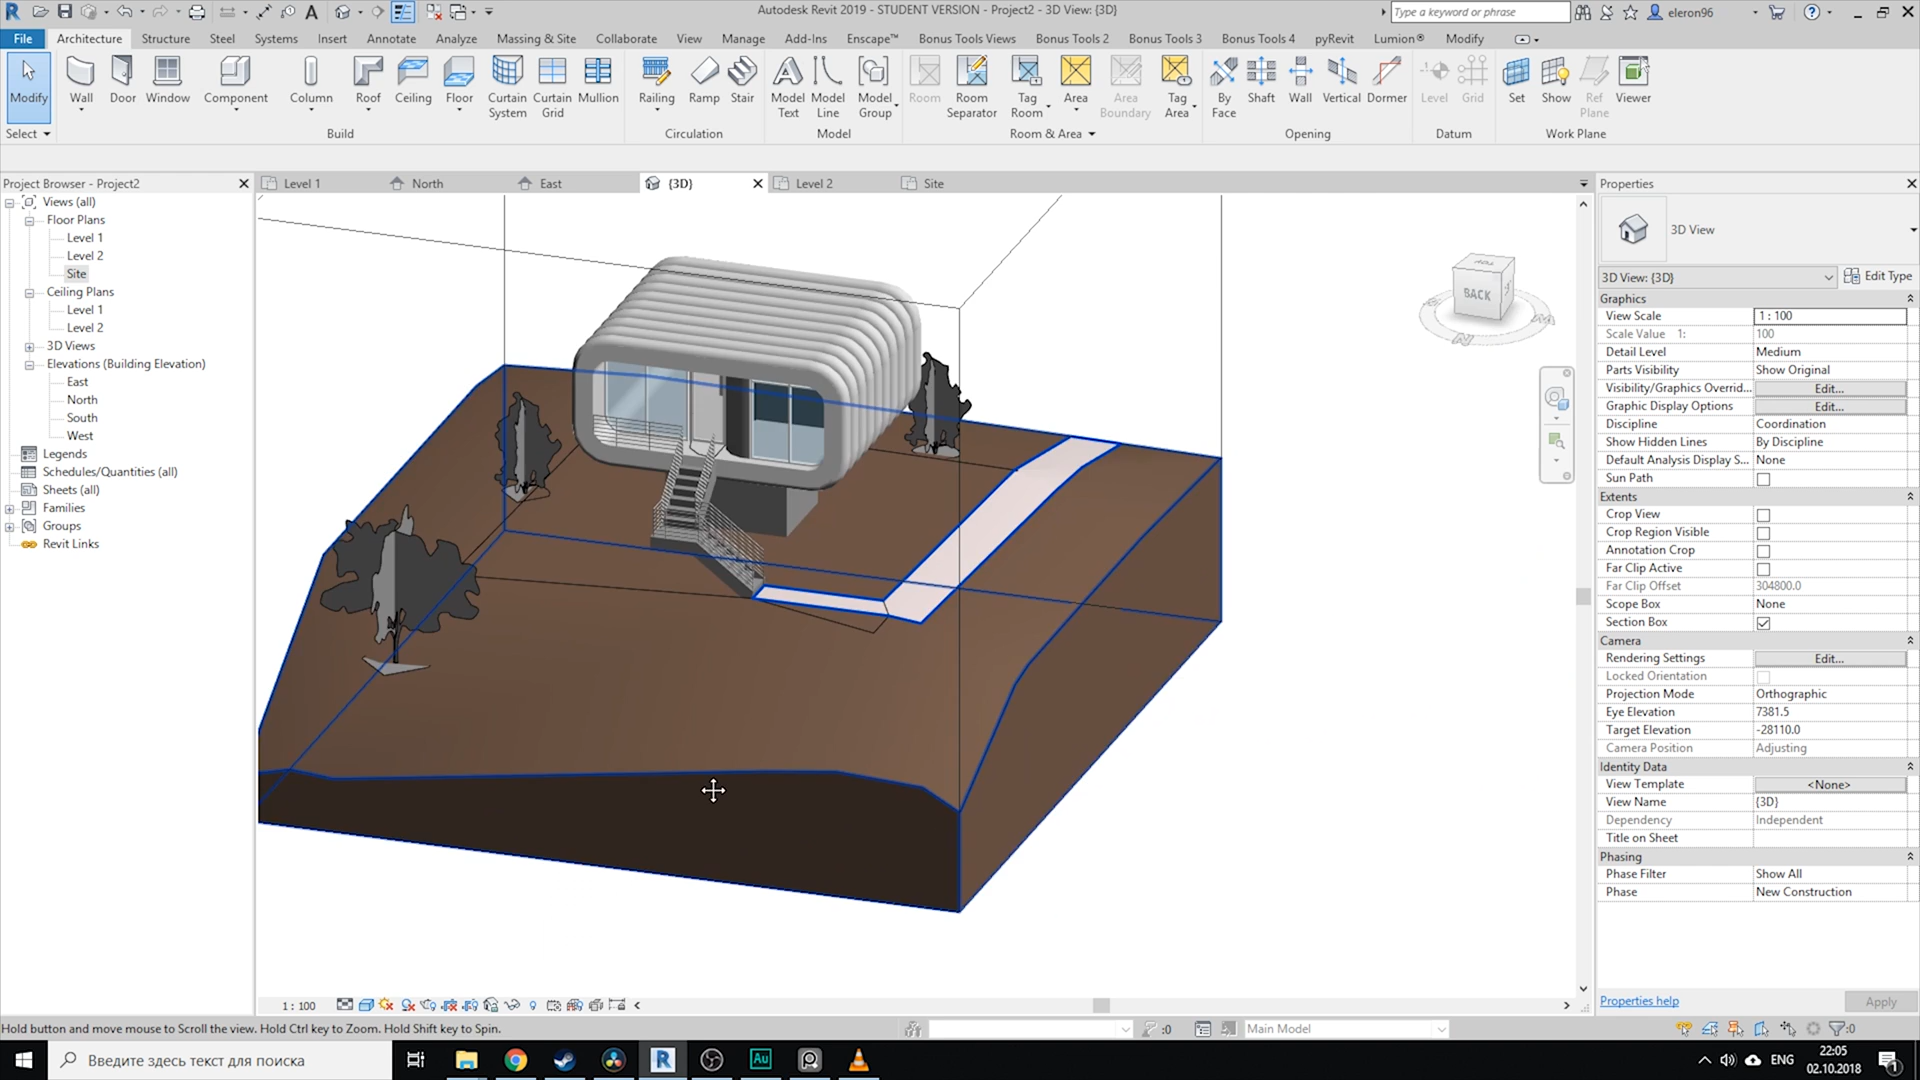 Autodesk Revit 2019 - STUDENT VERSION - Project2 - 3D View: {3D}
Type a keyword or phrase
eleron96
File Architecture Structure Steel Systems Insert Annotate Analyze Massing & Site Collaborate View Manage Add-Ins Enscape™ Bonus Tools Views Bonus Tools 2 Bonus Tools 3 Bonus Tools 4 pyRevit Lumion® Modify
Modify Wall Door Window Component Column Roof Ceiling Floor Curtain System Curtain Grid Mullion Railing Ramp Stair Model Text Model Line Model Group Room Room Separator Tag Room Area Area Boundary Tag Area By Face Shaft Wall Vertical Dormer Level Grid Set Show Ref Plane Viewer
Select Build Circulation Model Room & Area Opening Datum Work Plane
Project Browser - Project2
Level 1 North East {3D} Level 2 Site
Properties
Views (all)
Floor Plans
Level 1
Level 2
Site
Ceiling Plans
Level 1
Level 2
3D Views
Elevations (Building Elevation)
East
North
South
West
Legends
Schedules/Quantities (all)
Sheets (all)
Families
Groups
Revit Links
TOP
BACK
N
3D View
3D View: {3D} Edit Type
Graphics
View Scale 1 : 100
Scale Value 1: 100
Detail Level Medium
Parts Visibility Show Original
Visibility/Graphics Overrid... Edit...
Graphic Display Options Edit...
Discipline Coordination
Show Hidden Lines By Discipline
Default Analysis Display S... None
Sun Path
Extents
Crop View
Crop Region Visible
Annotation Crop
Far Clip Active
Far Clip Offset 304800.0
Scope Box None
Section Box
Camera
Rendering Settings Edit...
Locked Orientation
Projection Mode Orthographic
Eye Elevation 7381.5
Target Elevation -28110.0
Camera Position Adjusting
Identity Data
View Template <None>
View Name {3D}
Dependency Independent
Title on Sheet
Phasing
Phase Filter Show All
Phase New Construction
Properties help Apply
1 : 100
Hold button and move mouse to Scroll the view. Hold Ctrl key to Zoom. Hold Shift key to Spin.
:0 Main Model :0
Введите здесь текст для поиска
Au
ENG
22:05
02.10.2018
1